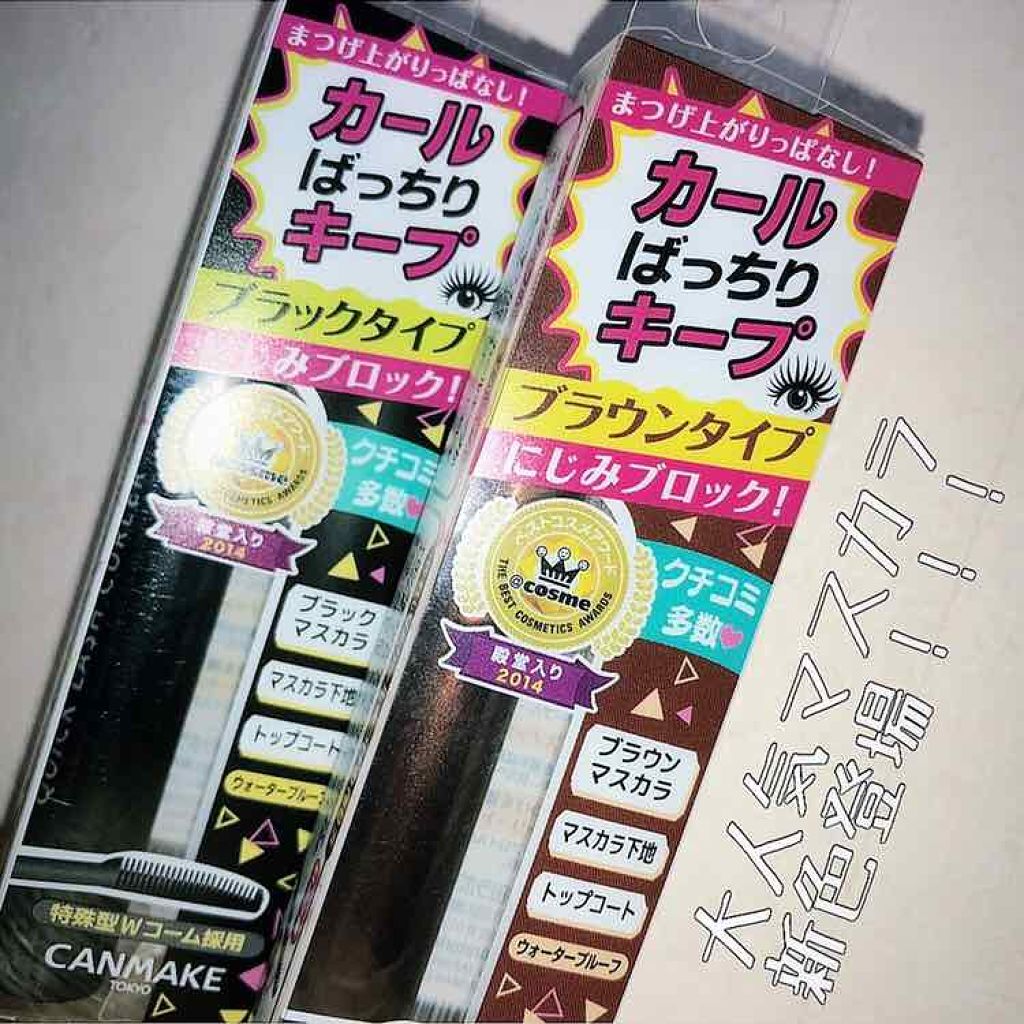 まつげ上がりっぱなし!
カール
ばっちり
キープ
ブラックタイプ
みブロック!
クチコミ
多数
COSMETICS AWARDS
殿堂入り
2014
ブラック
マスカラ
マスカラ下地
トップコート
ウォータープルーフ
QUICK LASH CURLER
特殊型Wコーム採用
CANMAKE
TOKYO
まつげ上がりっぱなし!
カール
ばっちり
キープ
ブラウンタイプ
にじみブロック!
クチコミ
多数
ベストコスメアワード
@cosme
THE BEST COSMETICS AWARDS
殿堂入り
2014
ブラウン
マスカラ
マスカラ下地
トップコート
ウォータープルーフ
大人気マスカラ
新色登場!!!!